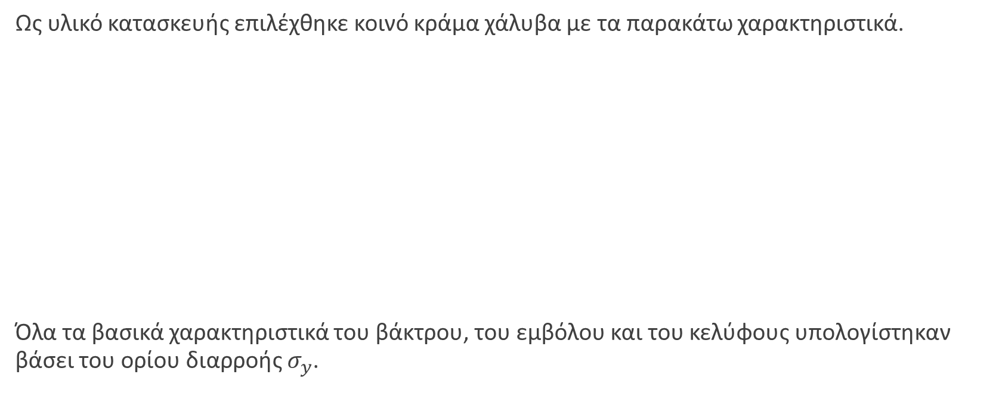 Ως υλικό κατασκευής επιλέχθηκε κοινό κράμα χάλυβα με τα παρακάτω χαρακτηριστικά.
Όλα τα βασικά χαρακτηριστικά του βάκτρου, του εμβόλου και του κελύφους υπολογίστηκαν
βάσει του ορίου διαρροής σ_y.